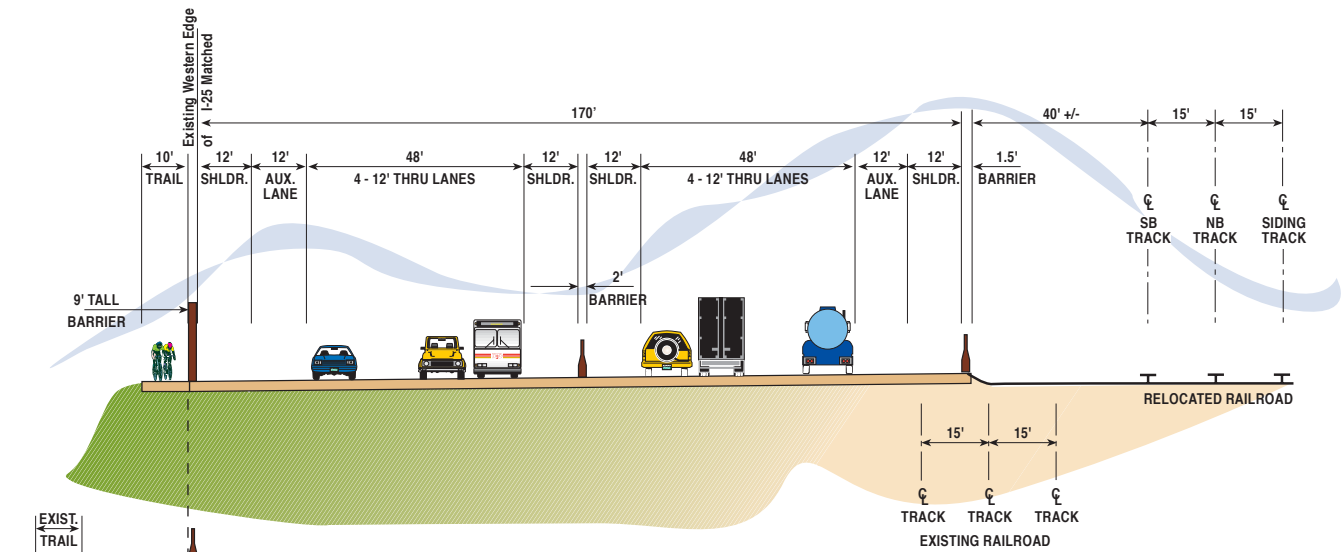 Existing Western Edge
of I-25 Matched
170'
40' +/-
15'
15'
10'
TRAIL
12'
SHLDR.
12'
AUX.
LANE
48'
4 - 12' THRU LANES
12'
SHLDR.
12'
SHLDR.
48'
4 - 12' THRU LANES
12'
AUX.
LANE
12'
SHLDR.
1.5'
BARRIER
℄
SB
TRACK
℄
NB
TRACK
℄
SIDING
TRACK
2'
BARRIER
9' TALL
BARRIER
RELOCATED RAILROAD
15'
15'
℄
TRACK
℄
TRACK
℄
TRACK
EXISTING RAILROAD
EXIST.
TRAIL